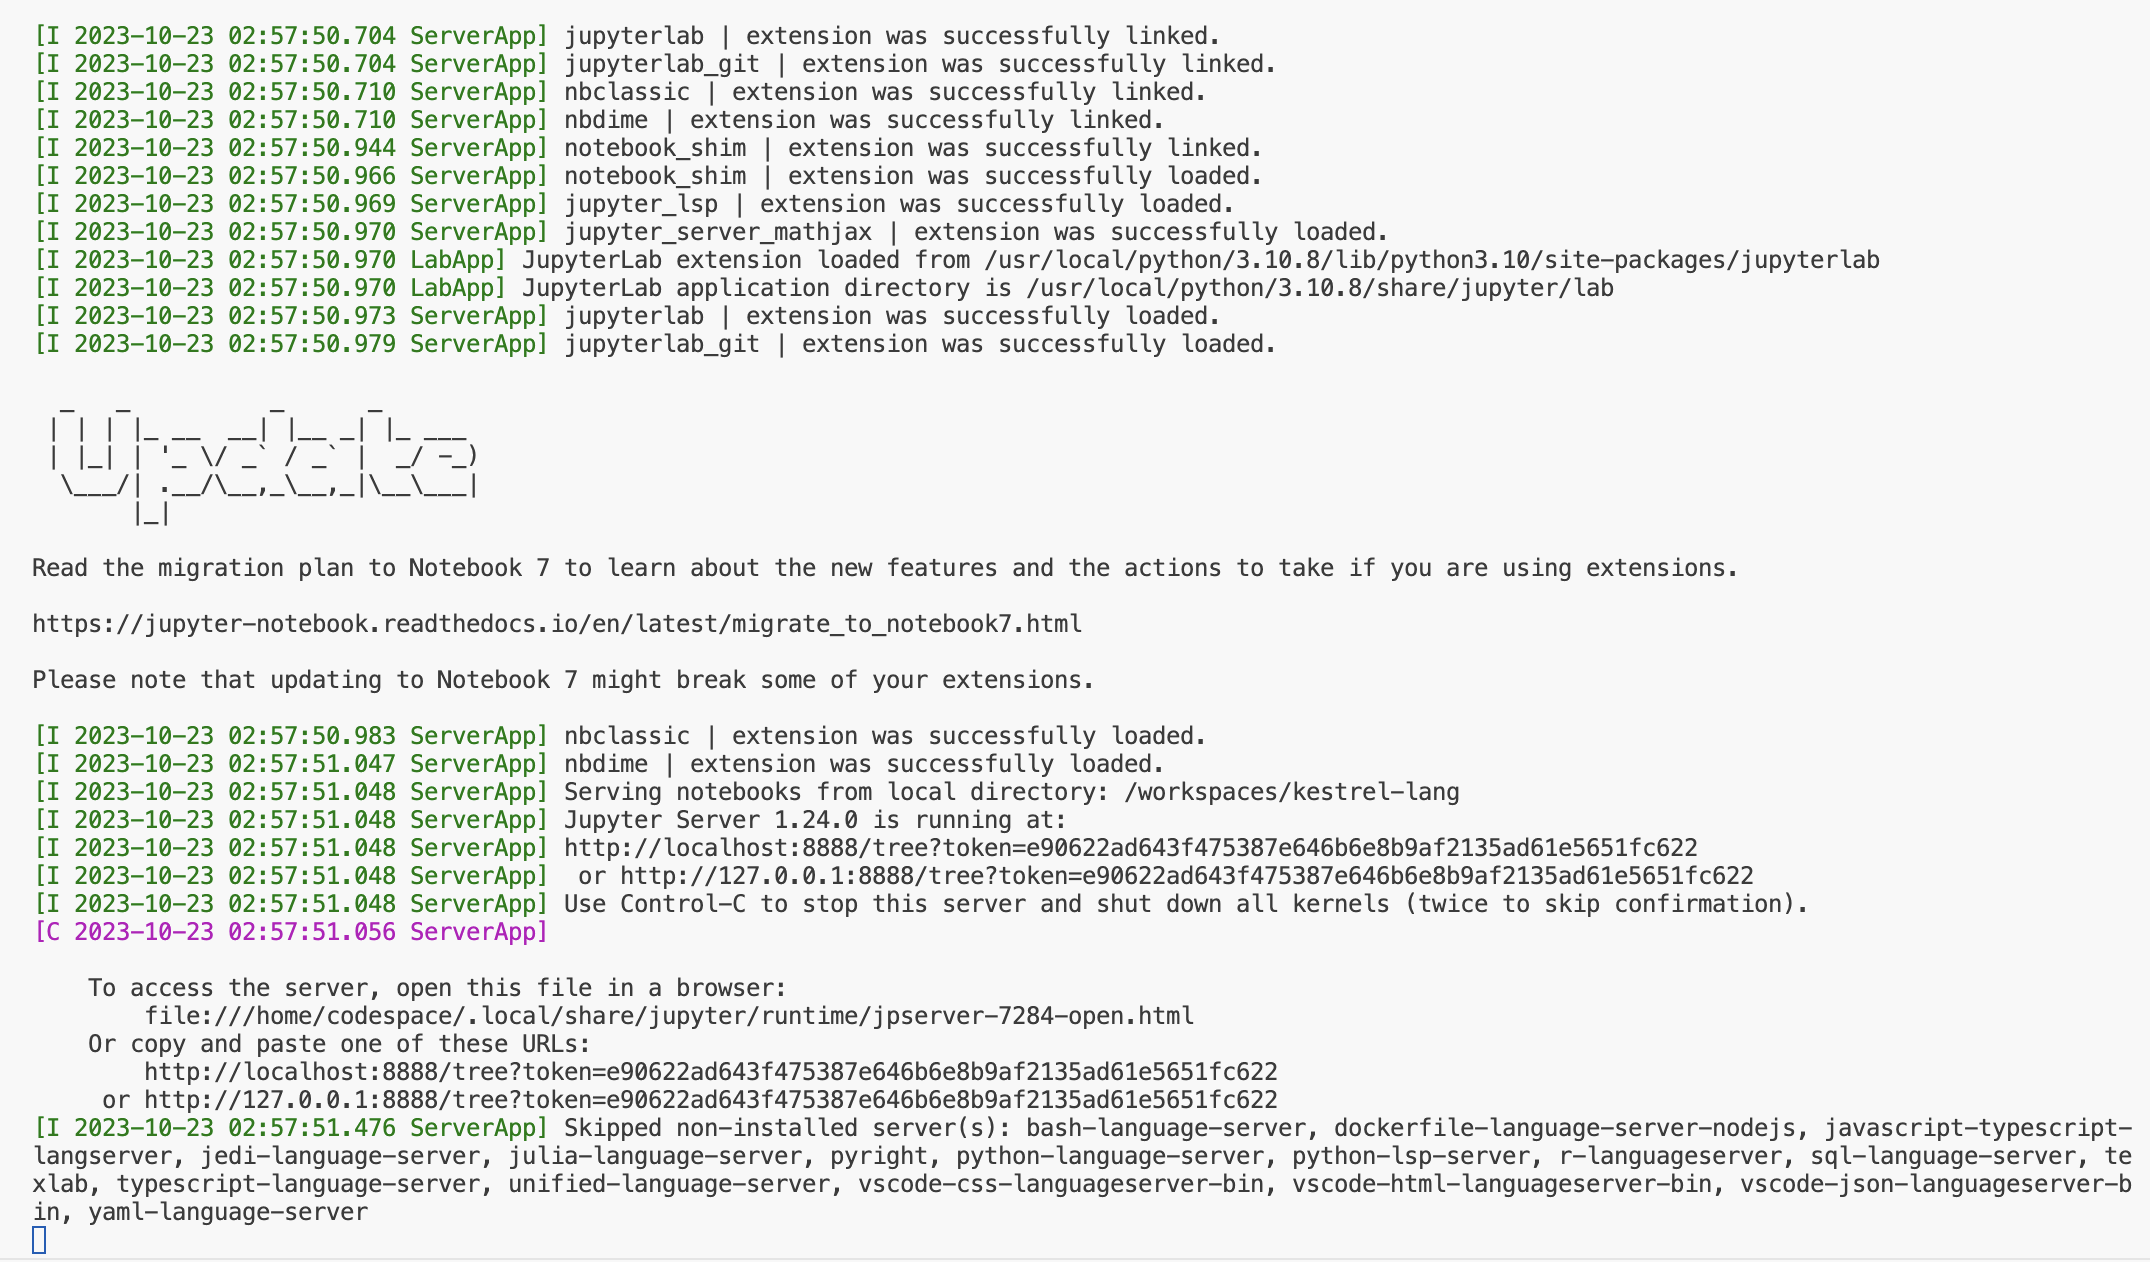 [I 2023-10-23 02:57:50.704 ServerApp] jupyterlab | extension was successfully linked.
[I 2023-10-23 02:57:50.704 ServerApp] jupyterlab_git | extension was successfully linked.
[I 2023-10-23 02:57:50.710 ServerApp] nbclassic | extension was successfully linked.
[I 2023-10-23 02:57:50.710 ServerApp] nbdime | extension was successfully linked.
[I 2023-10-23 02:57:50.944 ServerApp] notebook_shim | extension was successfully linked.
[I 2023-10-23 02:57:50.966 ServerApp] notebook_shim | extension was successfully loaded.
[I 2023-10-23 02:57:50.969 ServerApp] jupyter_lsp | extension was successfully loaded.
[I 2023-10-23 02:57:50.970 ServerApp] jupyter_server_mathjax | extension was successfully loaded.
[I 2023-10-23 02:57:50.970 LabApp] JupyterLab extension loaded from /usr/local/python/3.10.8/lib/python3.10/site-packages/jupyterlab
[I 2023-10-23 02:57:50.970 LabApp] JupyterLab application directory is /usr/local/python/3.10.8/share/jupyter/lab
[I 2023-10-23 02:57:50.973 ServerApp] jupyterlab | extension was successfully loaded.
[I 2023-10-23 02:57:50.979 ServerApp] jupyterlab_git | extension was successfully loaded.
Update
Read the migration plan to Notebook 7 to learn about the new features and the actions to take if you are using extensions.
https://jupyter-notebook.readthedocs.io/en/latest/migrate_to_notebook7.html
Please note that updating to Notebook 7 might break some of your extensions.
[I 2023-10-23 02:57:50.983 ServerApp] nbclassic | extension was successfully loaded.
[I 2023-10-23 02:57:51.047 ServerApp] nbdime | extension was successfully loaded.
[I 2023-10-23 02:57:51.048 ServerApp] Serving notebooks from local directory: /workspaces/kestrel-lang
[I 2023-10-23 02:57:51.048 ServerApp] Jupyter Server 1.24.0 is running at:
[I 2023-10-23 02:57:51.048 ServerApp] http://localhost:8888/tree?token=e90622ad643f475387e646b6e8b9af2135ad61e5651fc622
[I 2023-10-23 02:57:51.048 ServerApp]  or http://127.0.0.1:8888/tree?token=e90622ad643f475387e646b6e8b9af2135ad61e5651fc622
[I 2023-10-23 02:57:51.048 ServerApp] Use Control-C to stop this server and shut down all kernels (twice to skip confirmation).
[C 2023-10-23 02:57:51.056 ServerApp]
To access the server, open this file in a browser:
file:///home/codespace/.local/share/jupyter/runtime/jpserver-7284-open.html
Or copy and paste one of these URLs:
http://localhost:8888/tree?token=e90622ad643f475387e646b6e8b9af2135ad61e5651fc622
or http://127.0.0.1:8888/tree?token=e90622ad643f475387e646b6e8b9af2135ad61e5651fc622
[I 2023-10-23 02:57:51.476 ServerApp] Skipped non-installed server(s): bash-language-server, dockerfile-language-server-nodejs, javascript-typescript-
langserver, jedi-language-server, julia-language-server, pyright, python-language-server, python-lsp-server, r-languageserver, sql-language-server, te
xlab, typescript-language-server, unified-language-server, vscode-css-languageserver-bin, vscode-html-languageserver-bin, vscode-json-languageserver-b
in, yaml-language-server